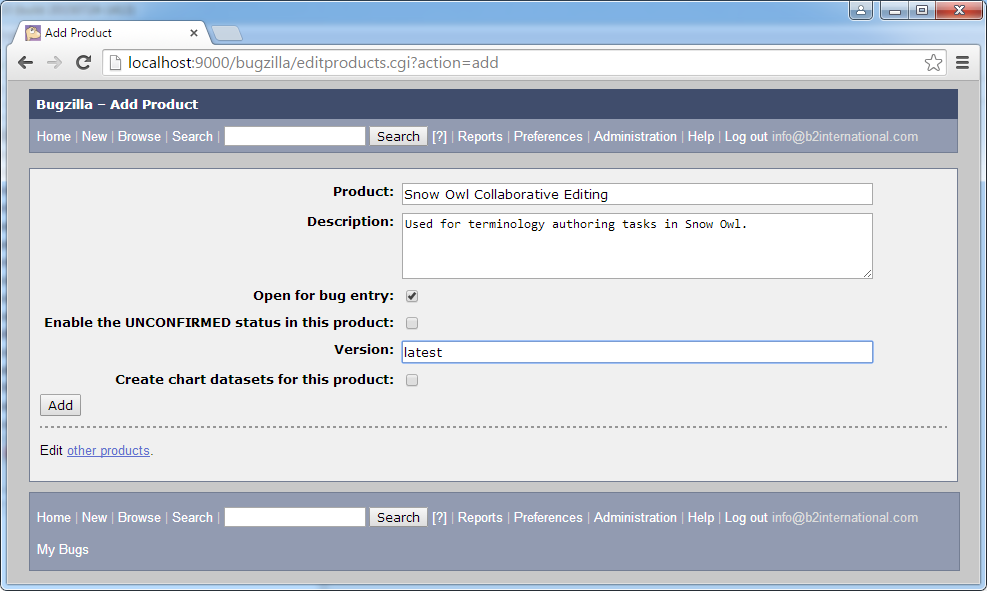 Add Product
localhost:9000/bugzilla/editproducts.cgi?action=add
Bugzilla – Add Product
Home | New | Browse | Search | Search [?] | Reports | Preferences | Administration | Help | Log out info@b2international.com
Product: Snow Owl Collaborative Editing
Description: Used for terminology authoring tasks in Snow Owl.
Open for bug entry:
Enable the UNCONFIRMED status in this product:
Version: latest
Create chart datasets for this product:
Add
Edit other products.
Home | New | Browse | Search | Search [?] | Reports | Preferences | Administration | Help | Log out info@b2international.com
My Bugs